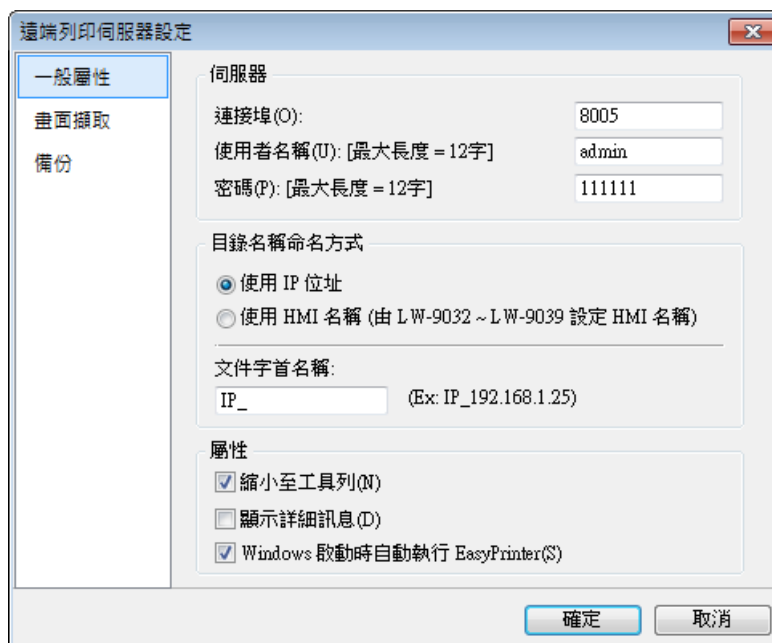 遠端列印伺服器設定
一般屬性
畫面擷取
備份
伺服器
連接埠(O):
8005
使用者名稱(U): [最大長度 = 12字]
admin
密碼(P): [最大長度 = 12字]
111111
目錄名稱命名方式
使用 IP 位址
使用 HMI 名稱 (由 LW-9032 ~ LW-9039 設定 HMI 名稱)
文件字首名稱:
IP_
(Ex: IP_192.168.1.25)
屬性
縮小至工具列(N)
顯示詳細訊息(D)
Windows 啟動時自動執行 EasyPrinter(S)
確定
取消